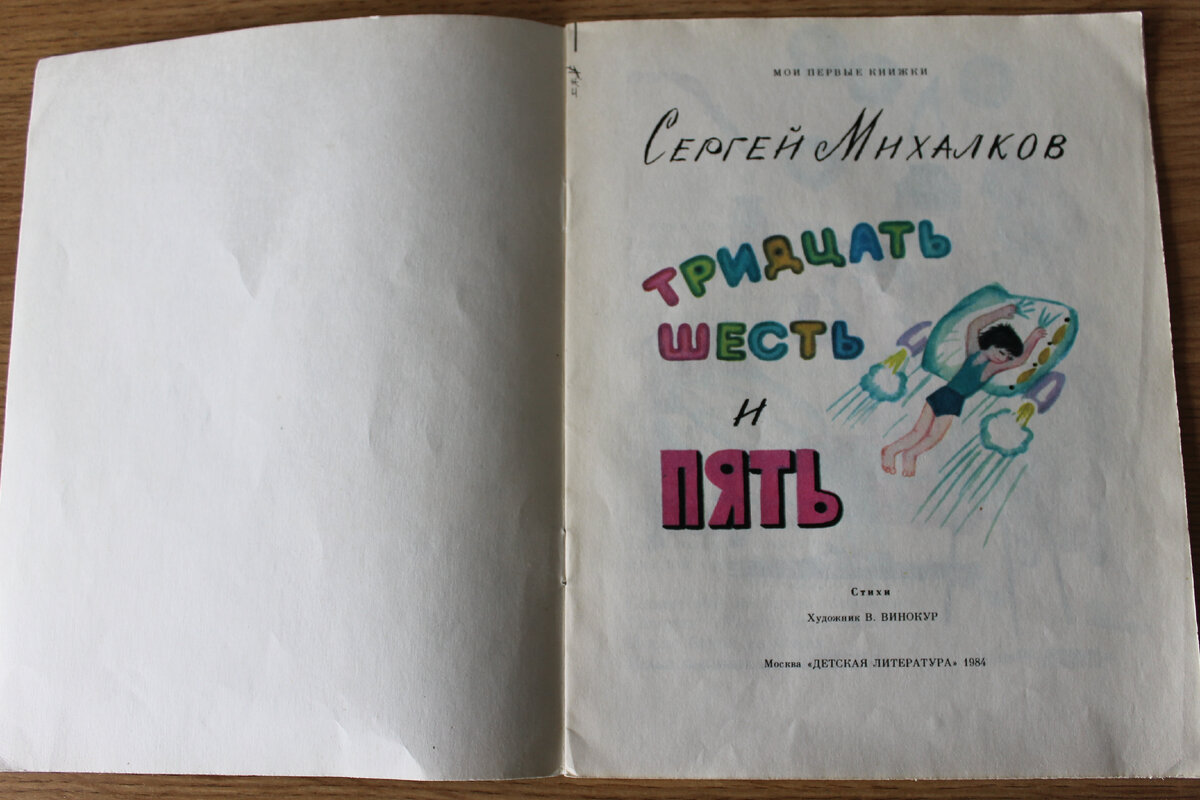 МОИ ПЕРВЫЕ КНИЖКИ
СЕРГЕЙ МИХАЛКОВ
ТРИДЦАТЬ
ШЕСТЬ
И
ПЯТЬ
Стихи
Художник В. ВИНОКУР
Москва «ДЕТСКАЯ ЛИТЕРАТУРА» 1984